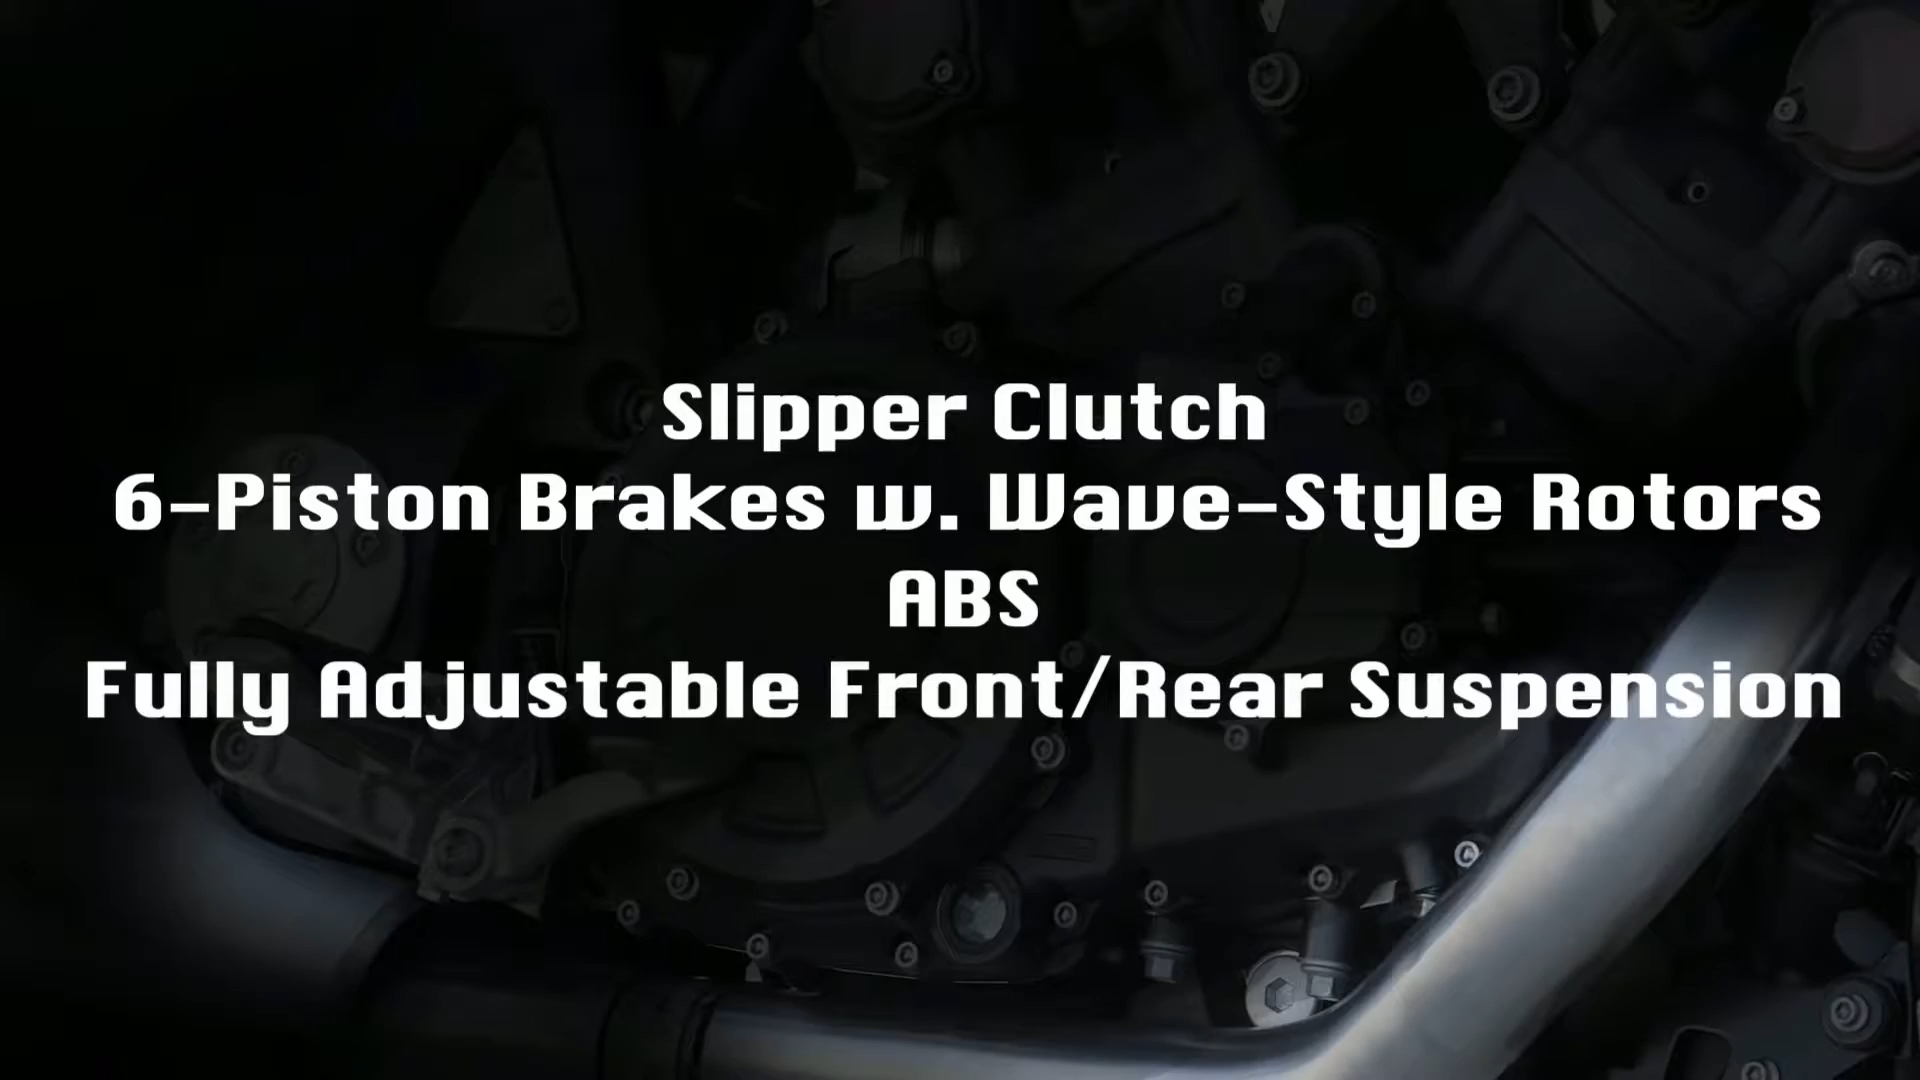 Slipper Clutch
6-Piston Brakes w. Wave-Style Rotors
ABS
Fully Adjustable Front/Rear Suspension